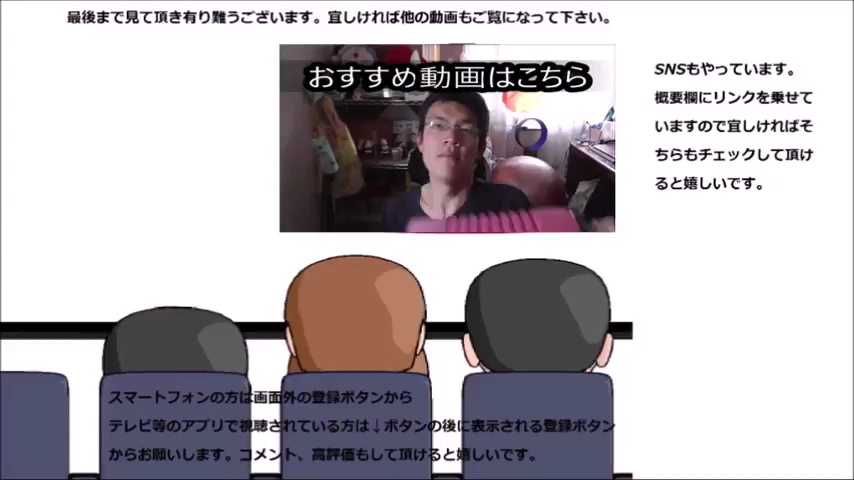 最後まで見て頂き有り難うございます。宜しければ他の動画もご覧になって下さい。
おすすめ動画はこちら
SNSもやっています。
概要欄にリンクを乗せて
いますので宜しければそ
ちらもチェックして頂け
ると嬉しいです。
スマートフォンの方は画面外の登録ボタンから
テレビ等のアプリで視聴されている方は↓ボタンの後に表示される登録ボタン
からお願いします。コメント、高評価もして頂けると嬉しいです。